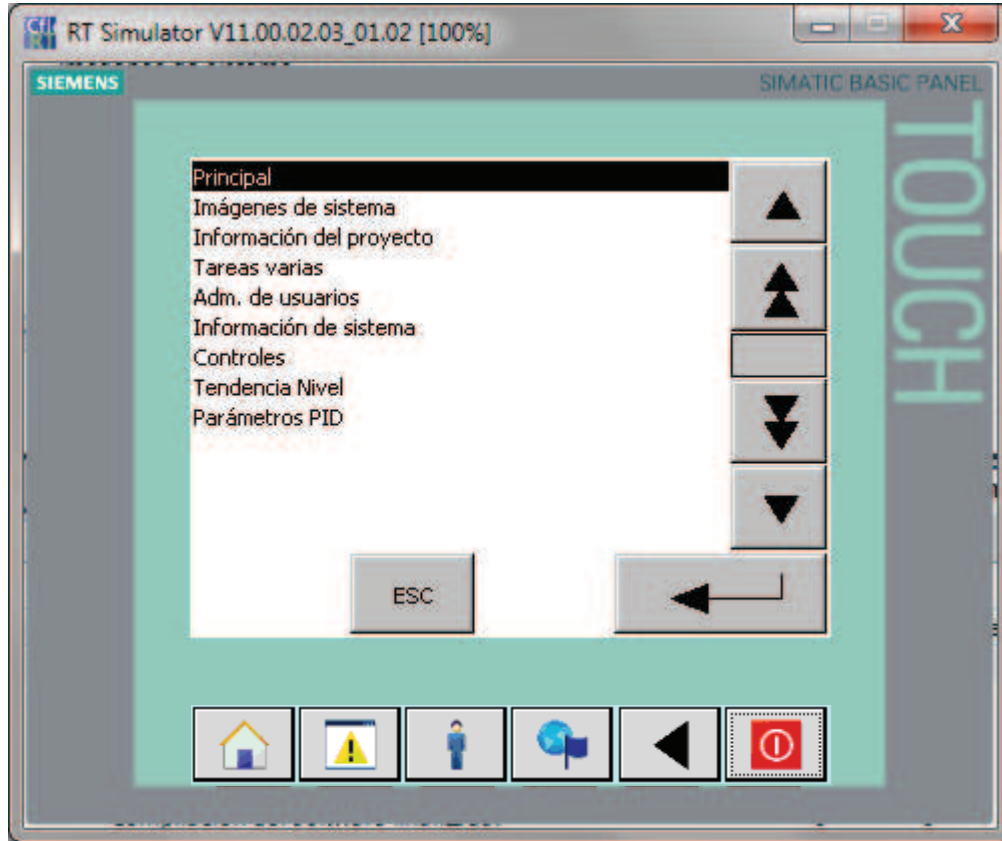 RT Simulator V11.00.02.03_01.02 [100%]
SIEMENS
SIMATIC BASIC PANEL
TOUCH
Principal
Imágenes de sistema
Información del proyecto
Tareas varias
Adm. de usuarios
Información de sistema
Controles
Tendencia Nivel
Parámetros PID
ESC